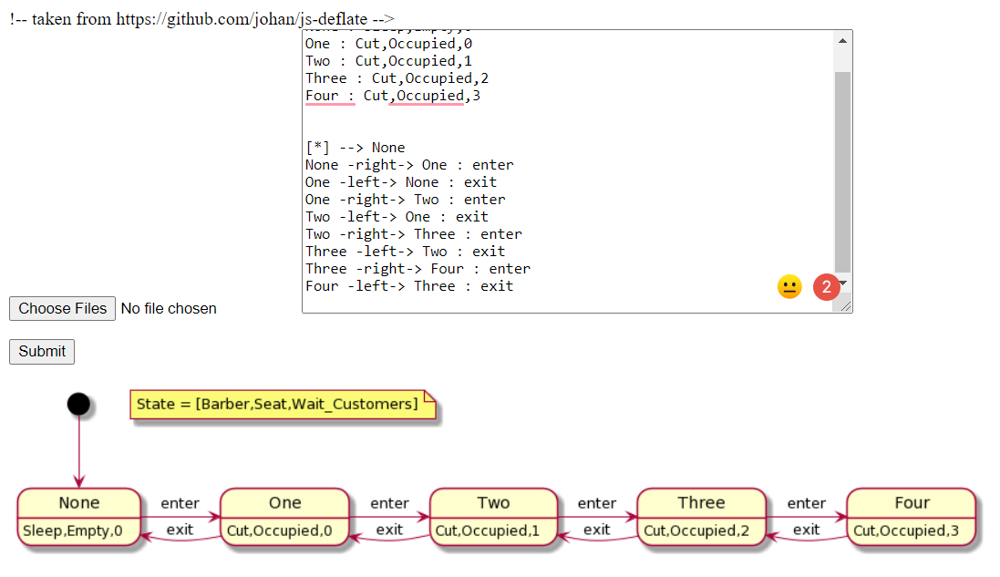 !-- taken from https://github.com/johan/js-deflate -->
None : Sleep,Empty,0
One : Cut,Occupied,0
Two : Cut,Occupied,1
Three : Cut,Occupied,2
Four : Cut,Occupied,3
[*] --> None
None -right-> One : enter
One -left-> None : exit
One -right-> Two : enter
Two -left-> One : exit
Two -right-> Three : enter
Three -left-> Two : exit
Three -right-> Four : enter
Four -left-> Three : exit
2
Choose Files No file chosen
Submit
State = [Barber,Seat,Wait_Customers]
None enter One enter Two enter Three enter Four
Sleep,Empty,0 exit Cut,Occupied,0 exit Cut,Occupied,1 exit Cut,Occupied,2 exit Cut,Occupied,3